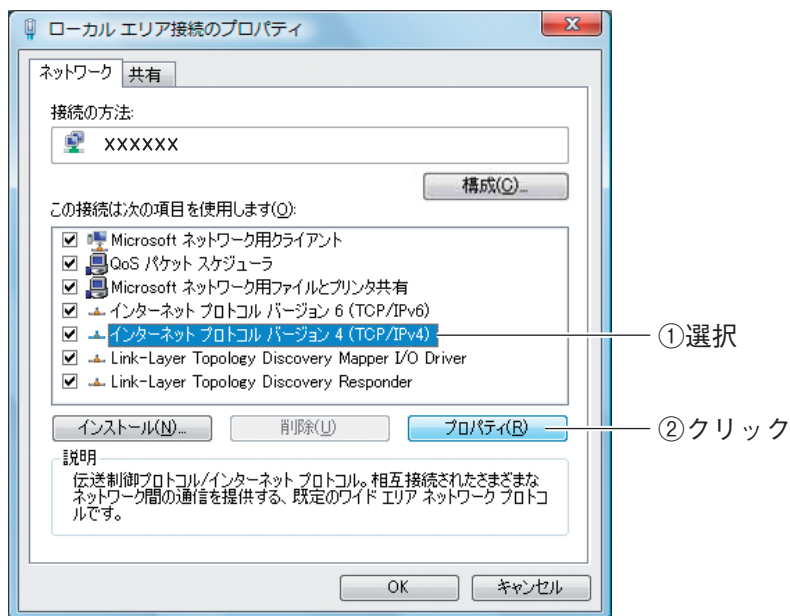 ローカル エリア接続のプロパティ
ネットワーク 共有
接続の方法:
XXXXXX
構成(C)...
この接続は次の項目を使用します(O):
Microsoft ネットワーク用クライアント
QoS パケット スケジューラ
Microsoft ネットワーク用ファイルとプリンタ共有
インターネット プロトコル バージョン 6 (TCP/IPv6)
インターネット プロトコル バージョン 4 (TCP/IPv4)
①選択
Link-Layer Topology Discovery Mapper I/O Driver
Link-Layer Topology Discovery Responder
インストール(N)... 削除(U) プロパティ(R)
②クリック
説明
伝送制御プロトコル/インターネット プロトコル。相互接続されたさまざまな
ネットワーク間の通信を提供する、既定のワイド エリア ネットワーク プロトコ
ルです。
OK キャンセル